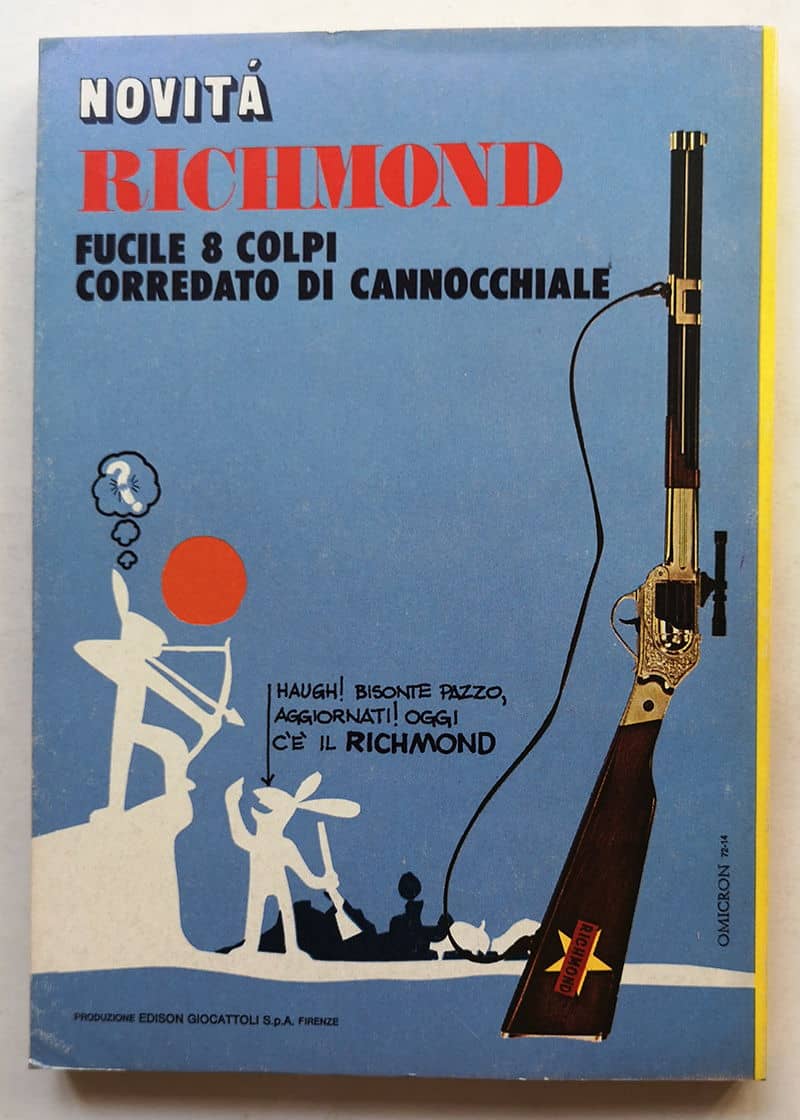 NOVITÁ
RICHMOND
FUCILE 8 COLPI
CORREDATO DI CANNOCCHIALE
?
HAUGH! BISONTE PAZZO,
AGGIORNATI! OGGI
C'È IL RICHMOND
RICHMOND
OMICRON 72-14
PRODUZIONE EDISON GIOCATTOLI S.p.A. FIRENZE